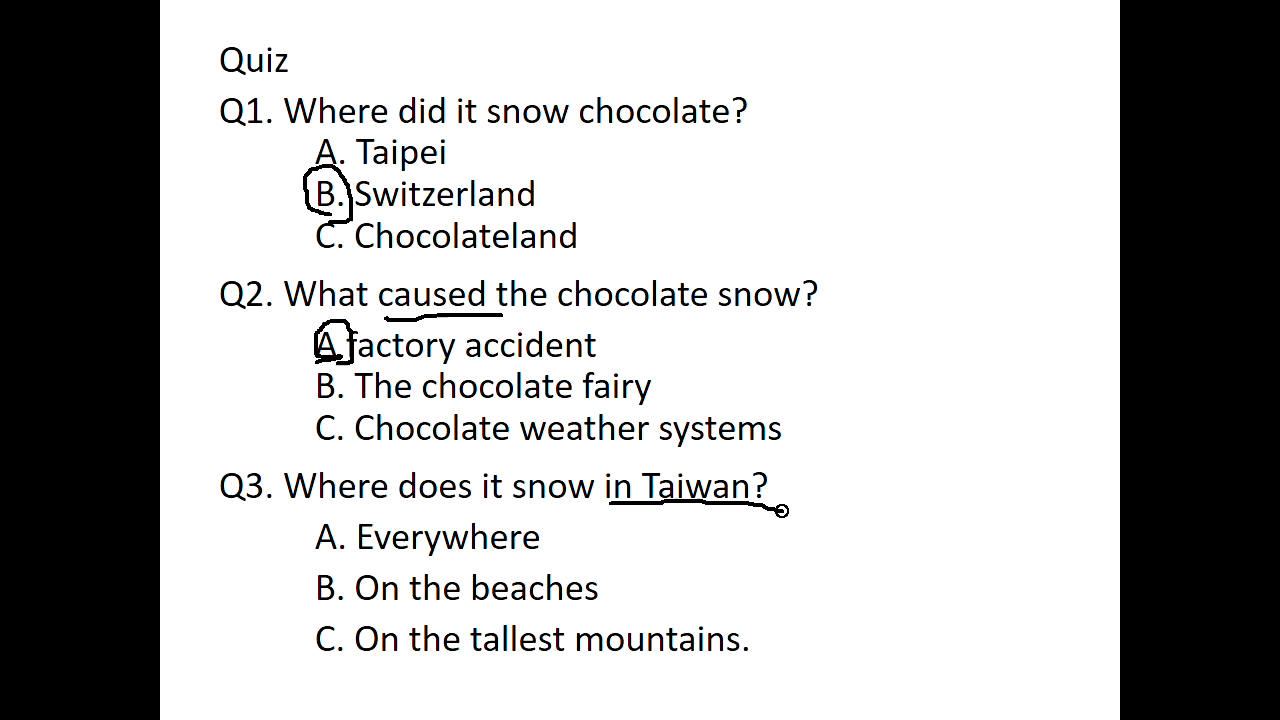 Quiz
Q1. Where did it snow chocolate?
A. Taipei
B. Switzerland
C. Chocolateland
Q2. What caused the chocolate snow?
A factory accident
B. The chocolate fairy
C. Chocolate weather systems
Q3. Where does it snow in Taiwan?
A. Everywhere
B. On the beaches
C. On the tallest mountains.